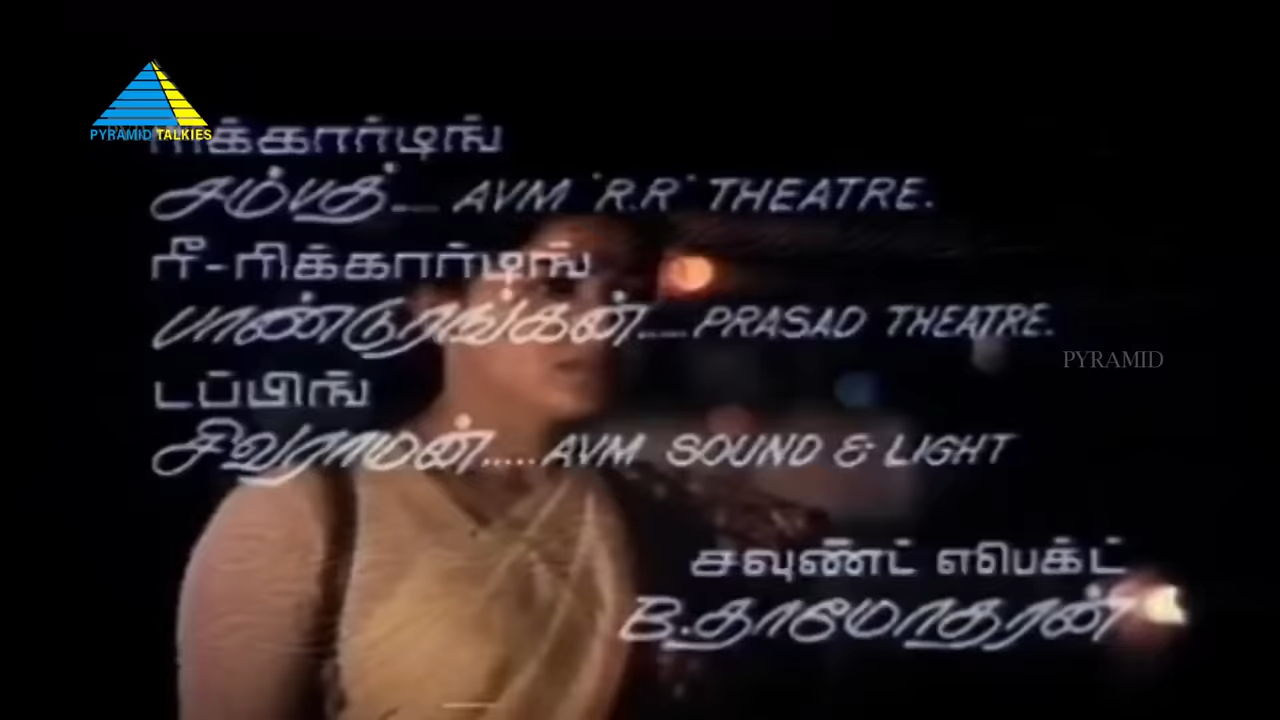 PYRAMID TALKIES
ரிக்கார்டிங்
சம்பத்.... AVM 'R.R' THEATRE.
ரீ-ரிக்கார்டிங்
பாண்டுரங்கன்..... PRASAD THEATRE.
PYRAMID
டப்பிங்
சிவராமன்..... AVM SOUND & LIGHT
சவுண்ட் எபெக்ட்
B.தாமோதரன்